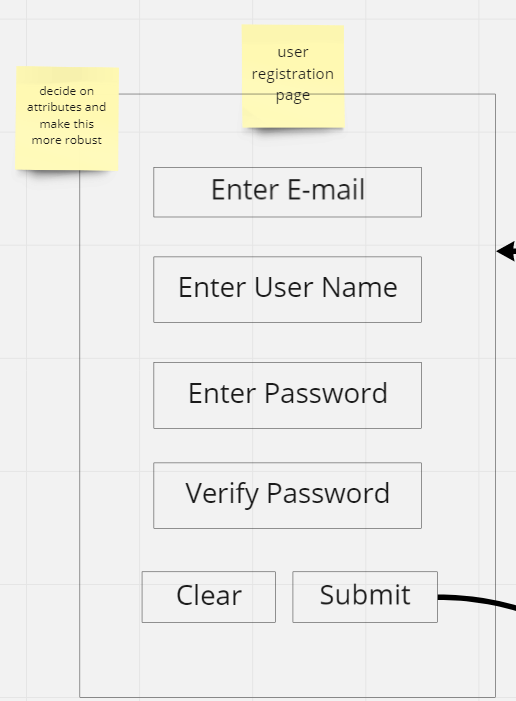 user
registration
page
decide on
attributes and
make this
more robust
Enter E-mail
Enter User Name
Enter Password
Verify Password
Clear
Submit